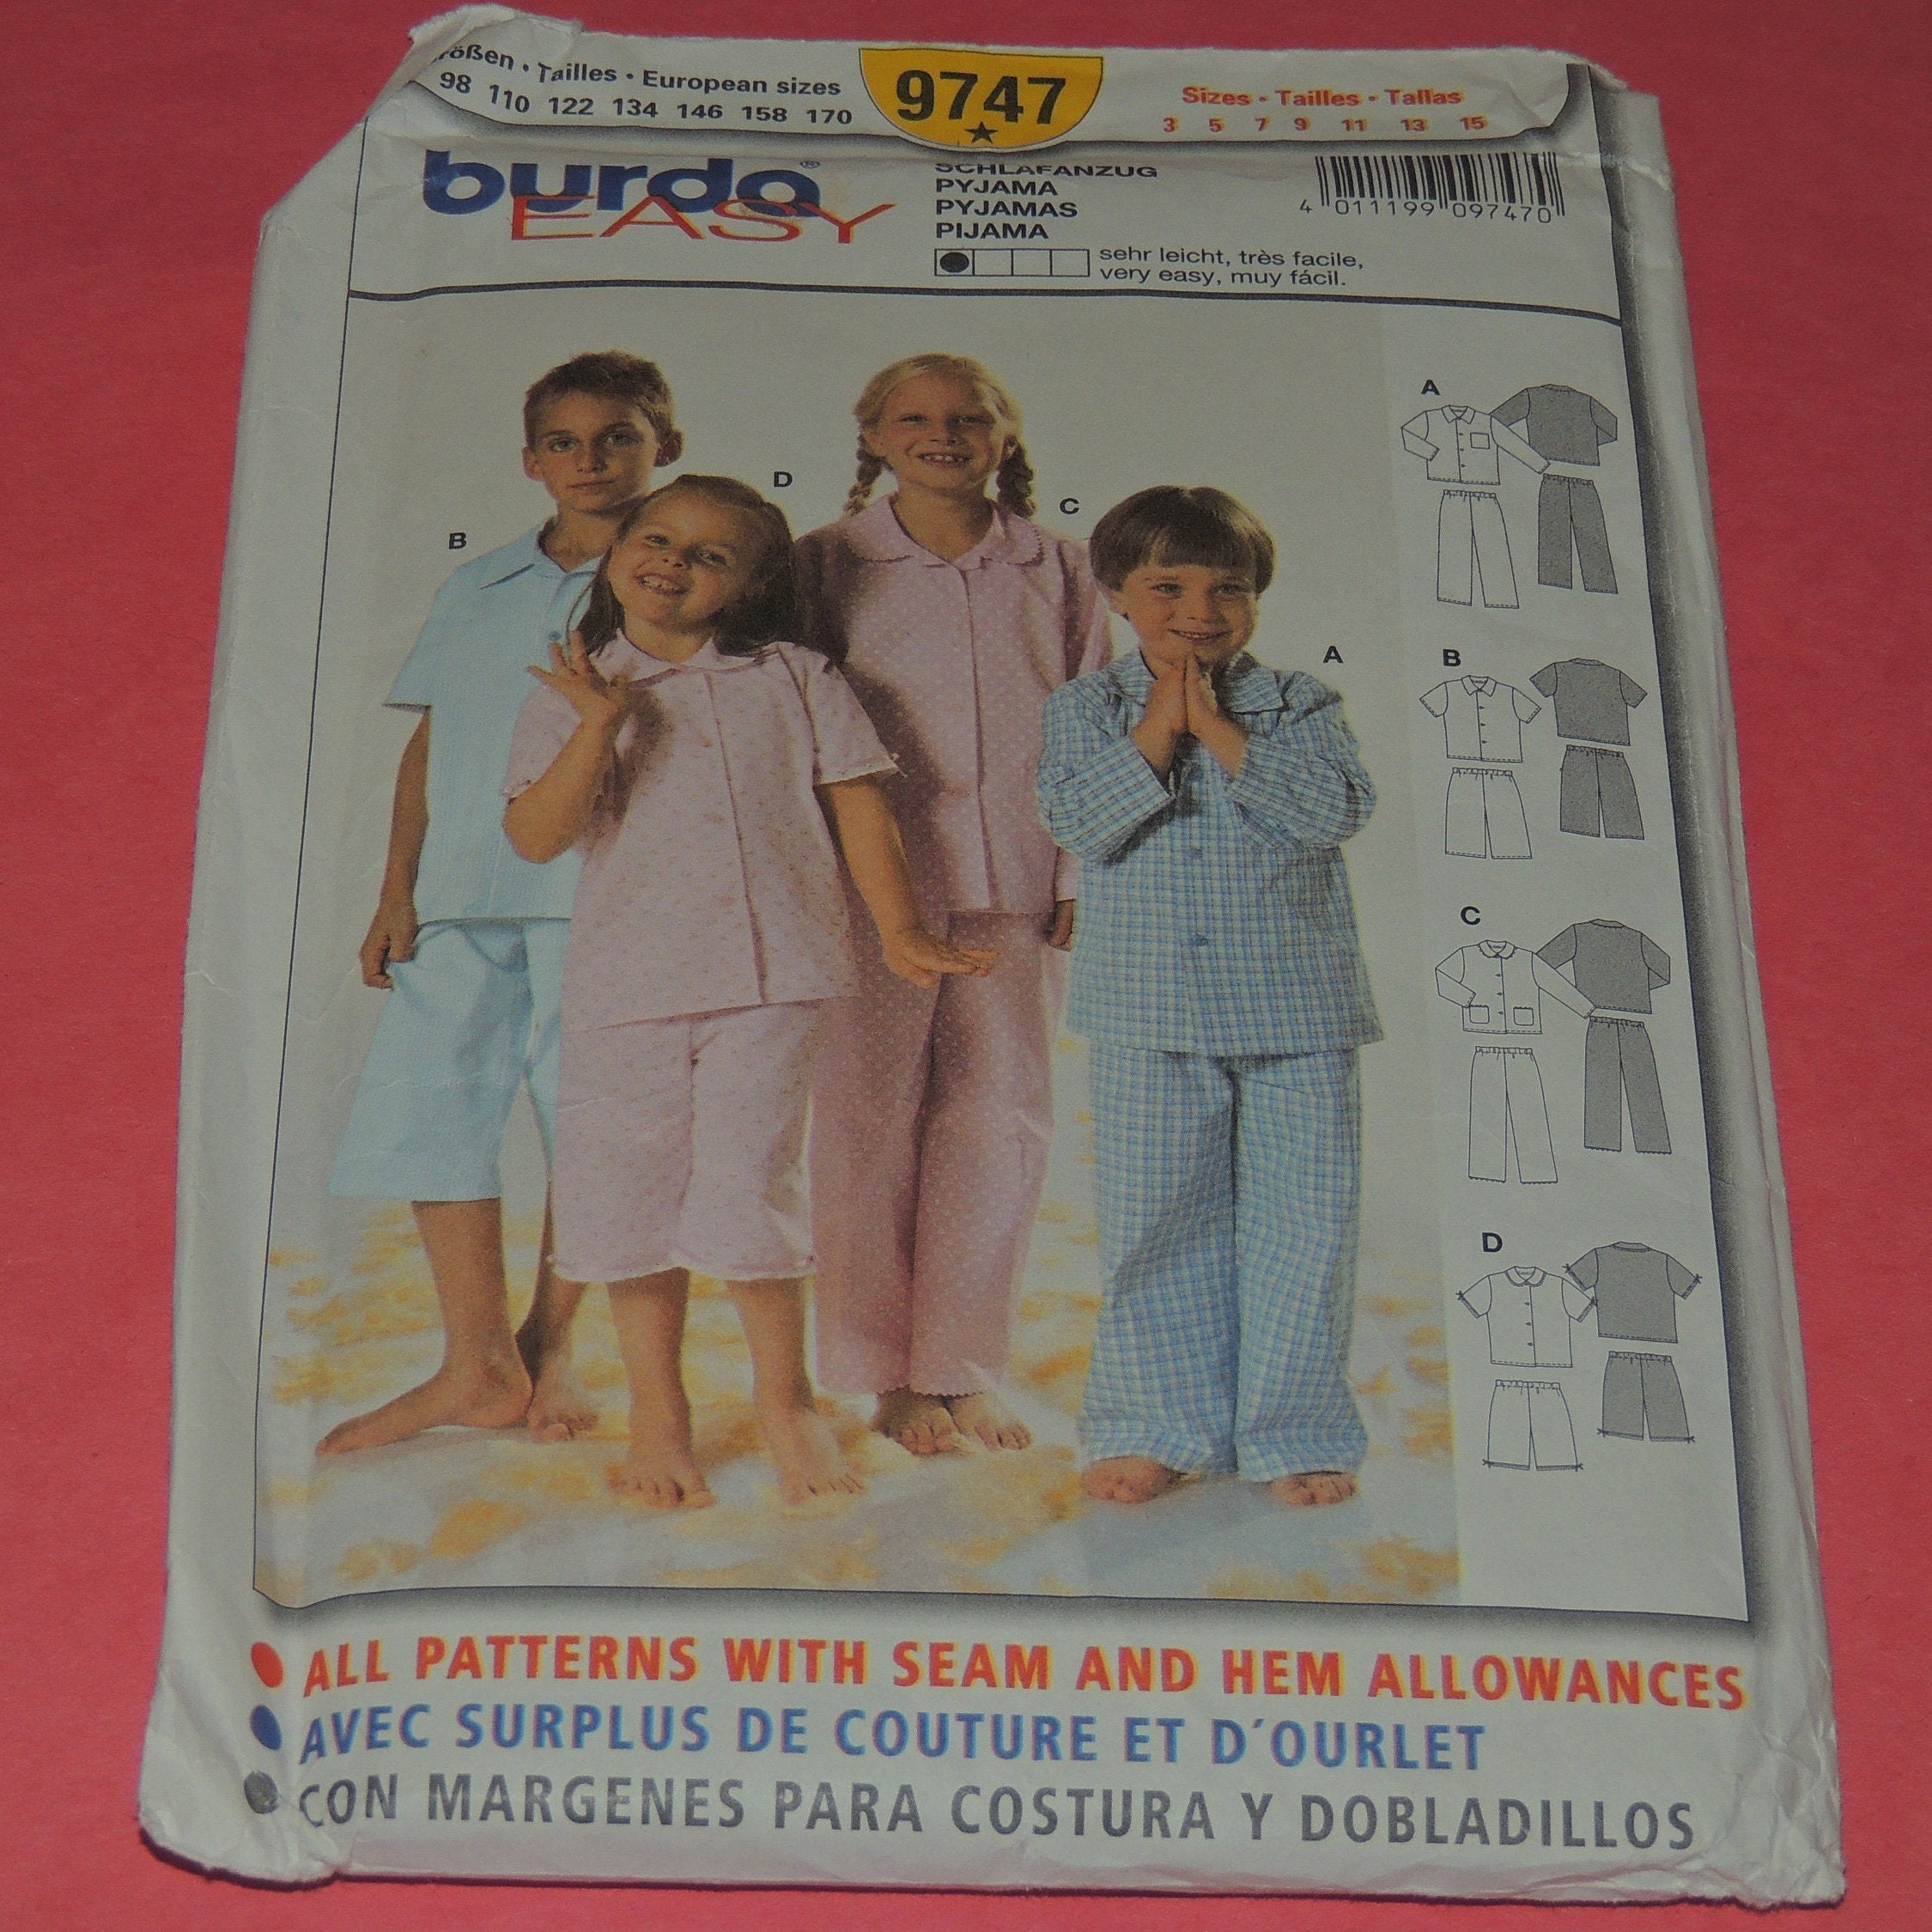 ößen • Tailles • European sizes
98 110 122 134 146 158 170
9747
Sizes • Tailles • Tallas
3 5 7 9 11 13 15
burda®
EASY
SCHLAFANZUG
PYJAMA
PYJAMAS
PIJAMA
4 011199 097470
sehr leicht, très facile,
very easy, muy fácil.
A
B
D
C
A
B
C
D
ALL PATTERNS WITH SEAM AND HEM ALLOWANCES
AVEC SURPLUS DE COUTURE ET D'OURLET
CON MARGENES PARA COSTURA Y DOBLADILLOS